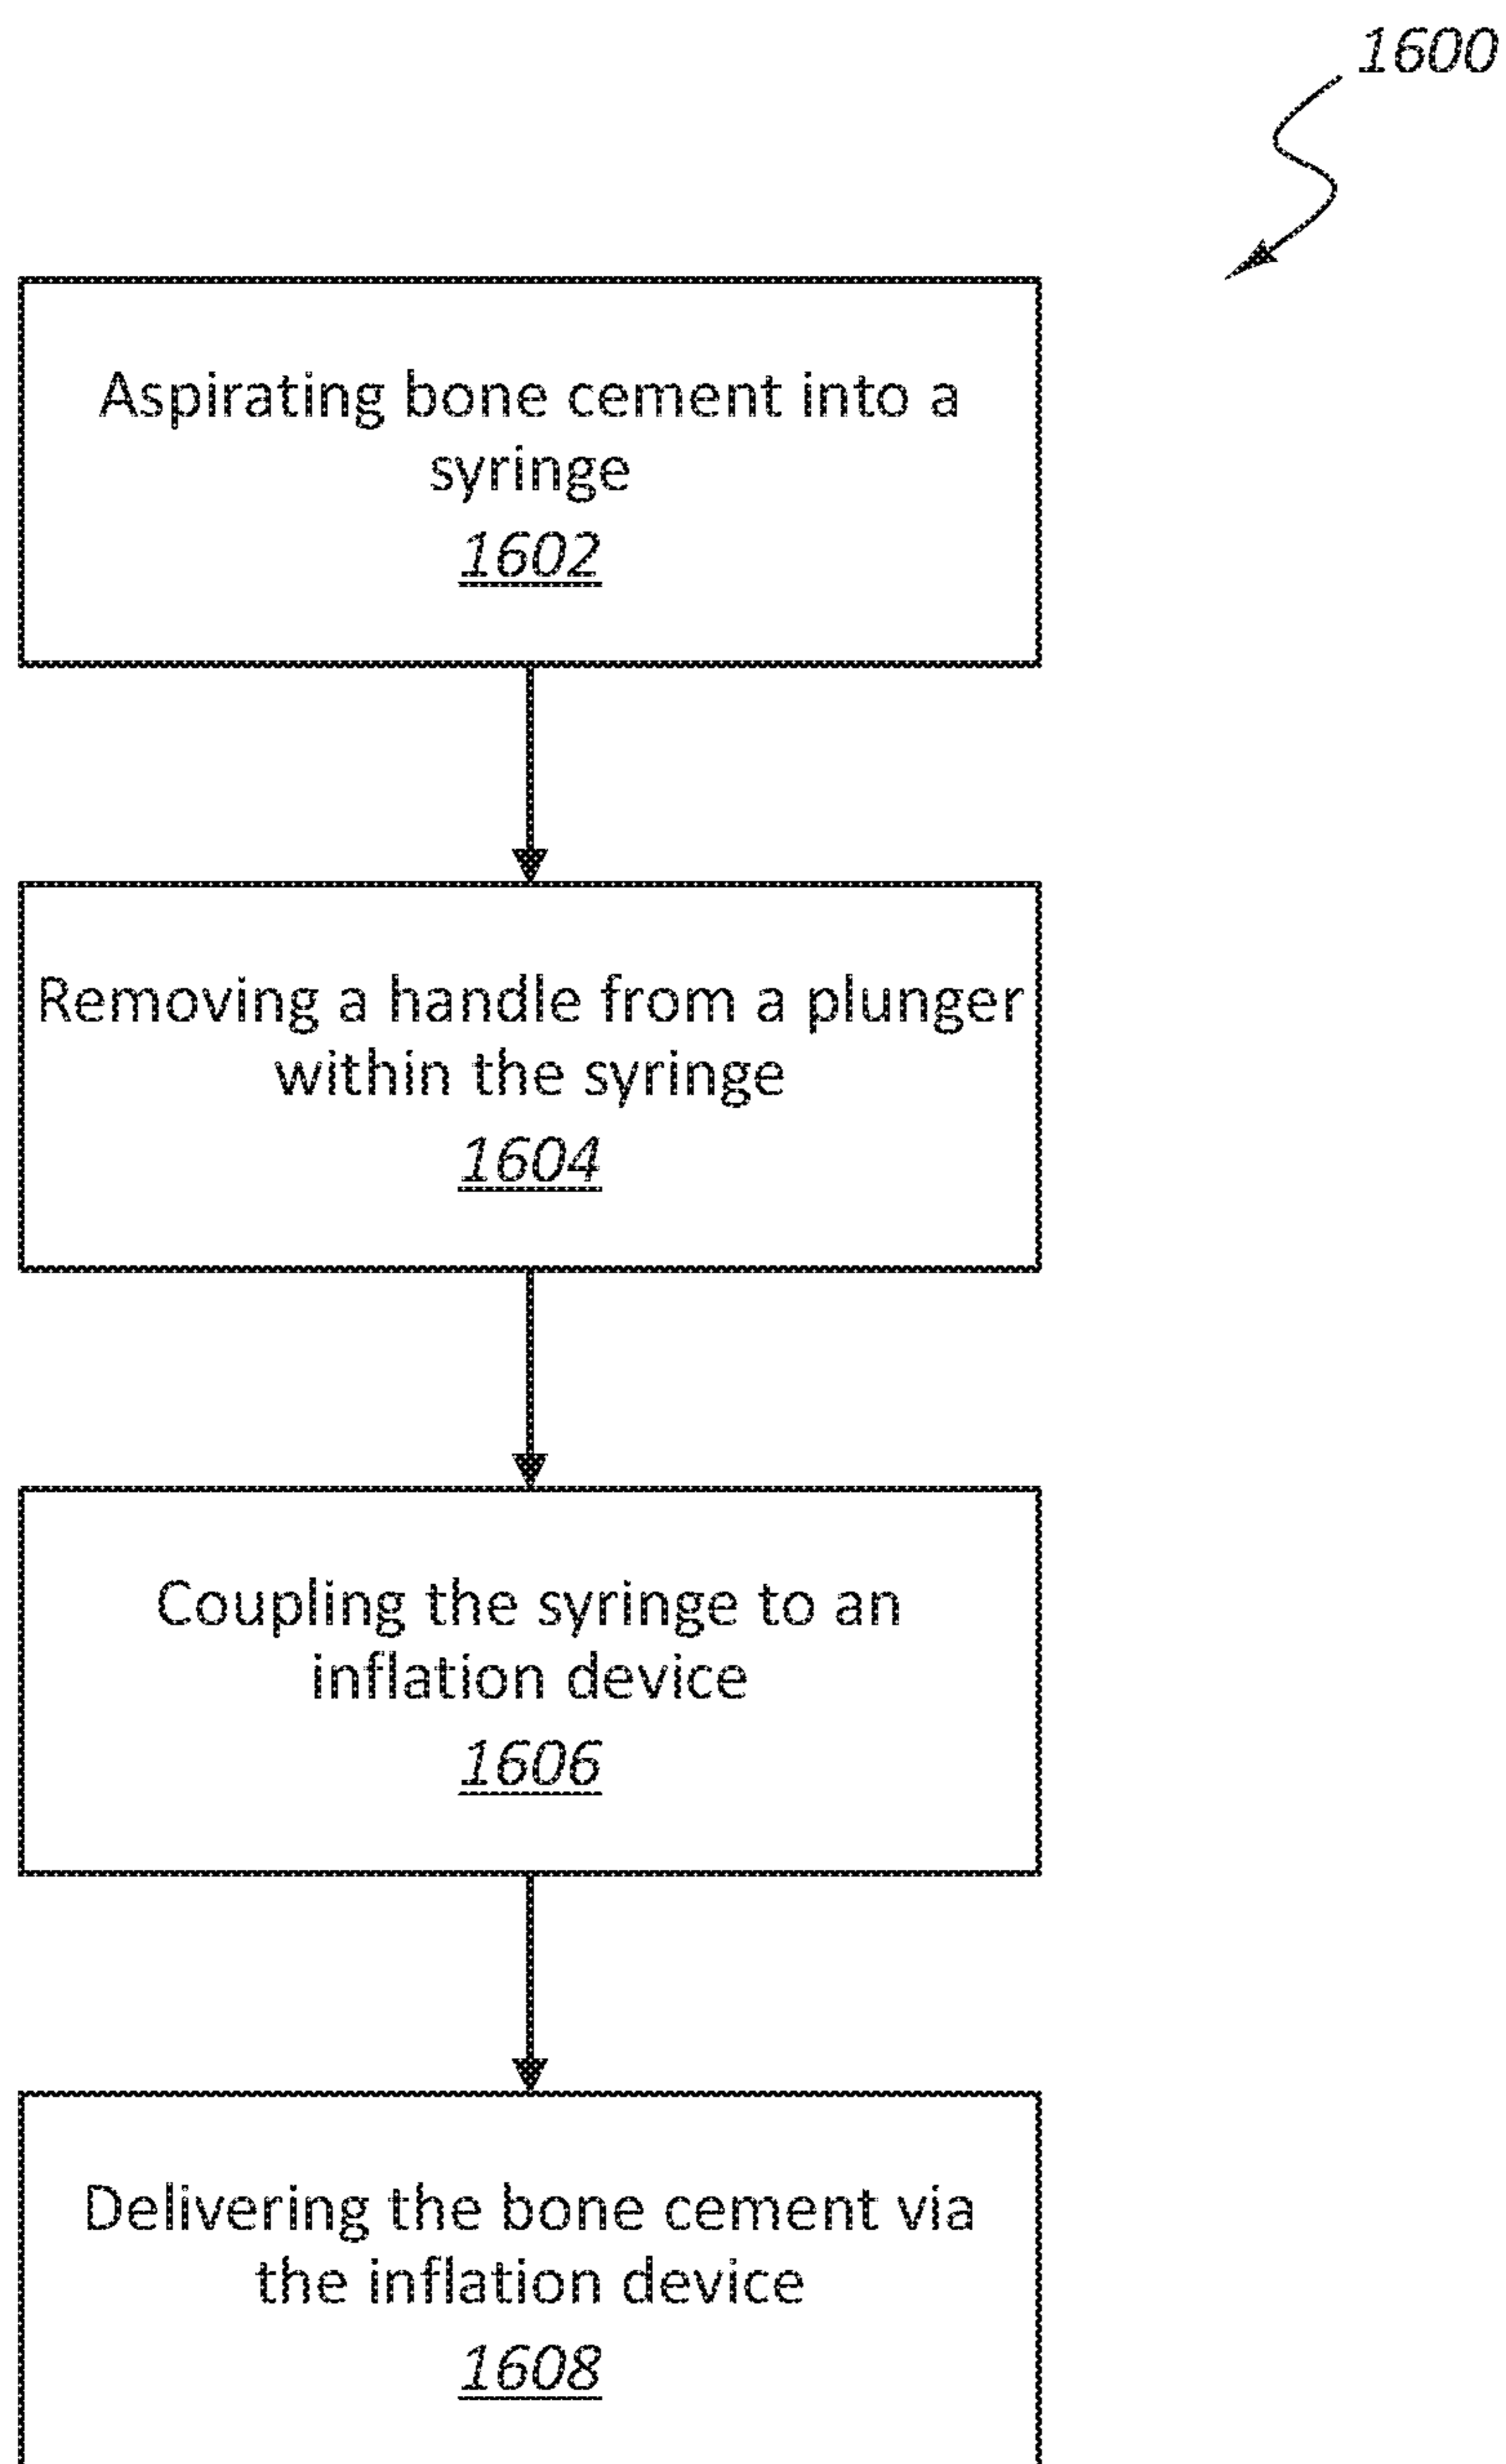 1600
Aspirating bone cement into a
syringe
1602
Removing a handle from a plunger
within the syringe
1604
Coupling the syringe to an
inflation device
1606
Delivering the bone cement via
the inflation device
1608